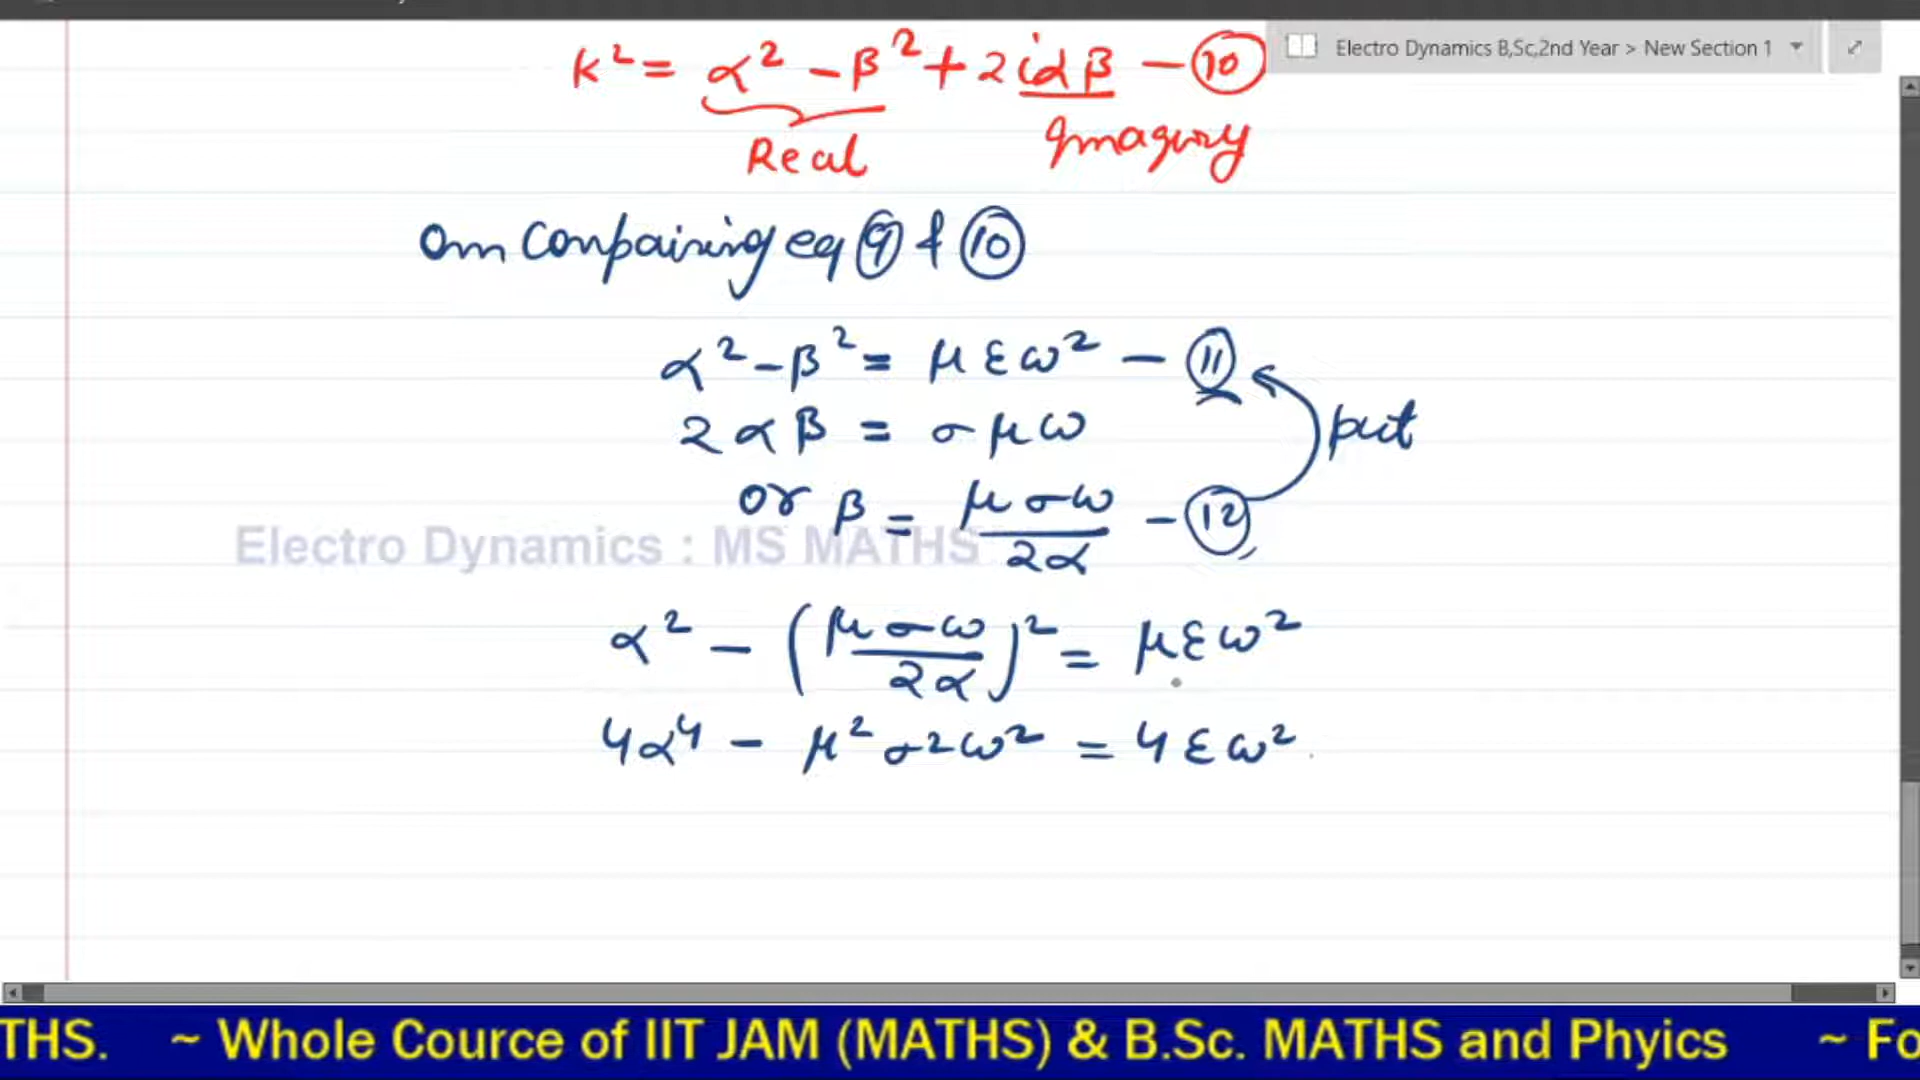 K² = α² - β² + 2iαβ - ⑩
Electro Dynamics B,Sc,2nd Year > New Section 1
Real
Imaginary
om Compairing eq ⑨ & ⑩
α² - β² = μεω² - ⑪
2αβ = σμω
put
or β = μσω/2α - ⑫
Electro Dynamics : MS MATHS
α² - (μσω/2α)² = μεω²
4α⁴ - μ²σ²ω² = 4εω²
THS. ~ Whole Cource of IIT JAM (MATHS) & B.Sc. MATHS and Phyics ~ Fo